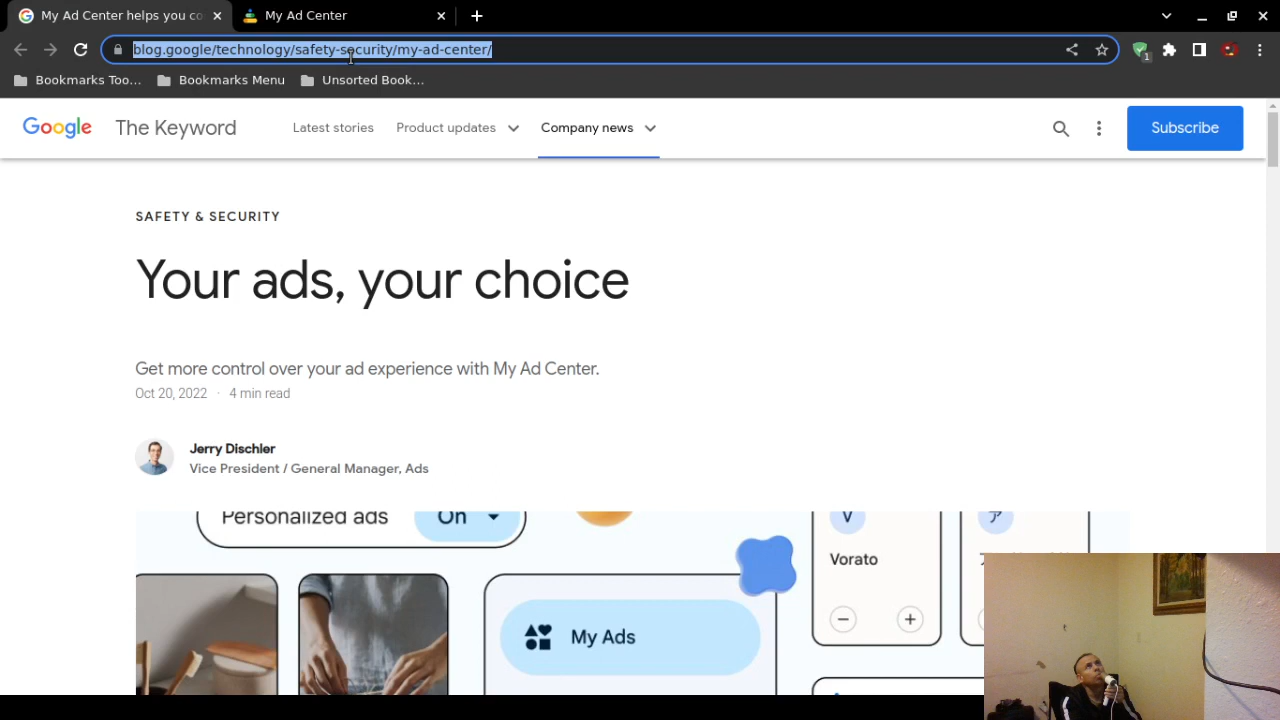 My Ad Center helps you co
My Ad Center
blog.google/technology/safety-security/my-ad-center/
1
Bookmarks Too...
Bookmarks Menu
Unsorted Book...
Google
The Keyword
Latest stories
Product updates
Company news
Subscribe
SAFETY & SECURITY
Your ads, your choice
Get more control over your ad experience with My Ad Center.
Oct 20, 2022 · 4 min read
Jerry Dischler
Vice President / General Manager, Ads
Personalized ads
On
V
ア
Vorato
My Ads